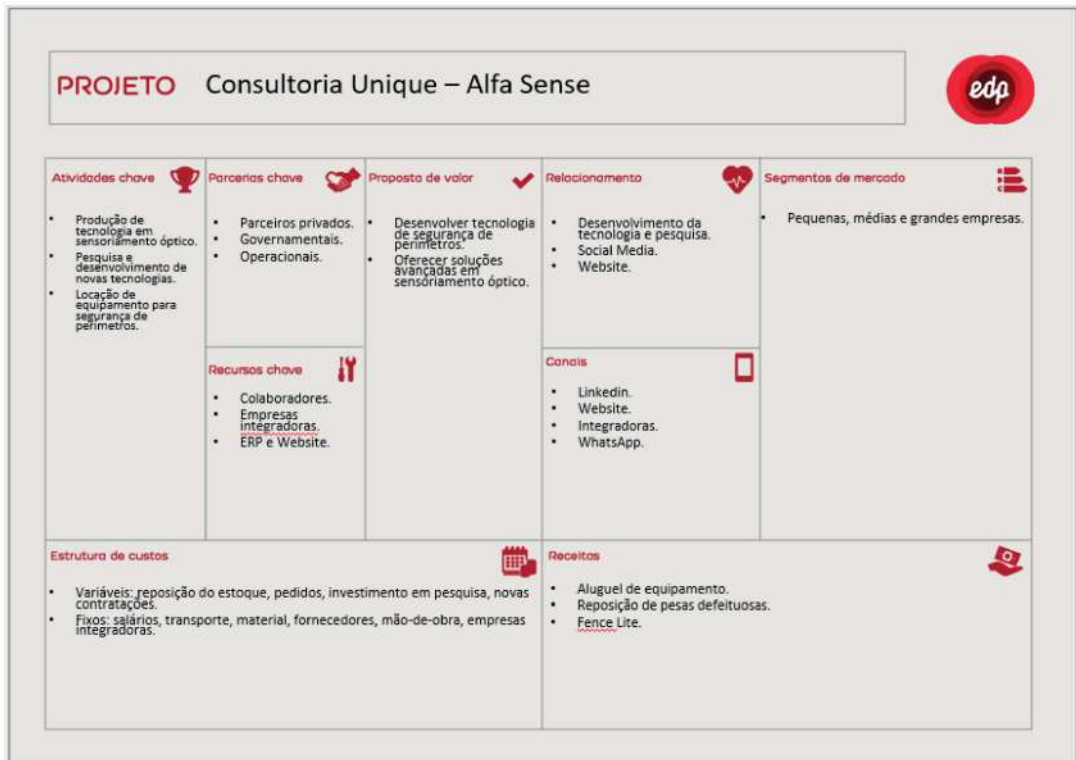 PROJETO Consultoria Unique – Alfa Sense
edp
Atividades chave
• Produção de
tecnologia em
sensoriamento óptico.
• Pesquisa e
desenvolvimento de
novas tecnologias.
• Locação de
equipamento para
segurança de
perímetros.
Parcerias chave
• Parceiros privados.
• Governamentais.
• Operacionais.
Recursos chave
• Colaboradores.
• Empresas
integradoras.
• ERP e Website.
Proposta de valor
• Desenvolver tecnologia
de segurança de
perímetros.
• Oferecer soluções
avançadas em
sensoriamento óptico.
Relacionamento
• Desenvolvimento da
tecnologia e pesquisa.
• Social Media.
• Website.
Canais
• Linkedin.
• Website.
• Integradoras.
• WhatsApp.
Segmentos de mercado
• Pequenas, médias e grandes empresas.
Estrutura de custos
• Variáveis: reposição do estoque, pedidos, investimento em pesquisa, novas
contratações.
• Fixos: salários, transporte, material, fornecedores, mão-de-obra, empresas
integradoras.
Receitas
• Aluguel de equipamento.
• Reposição de pesas defeituosas.
• Fence Lite.